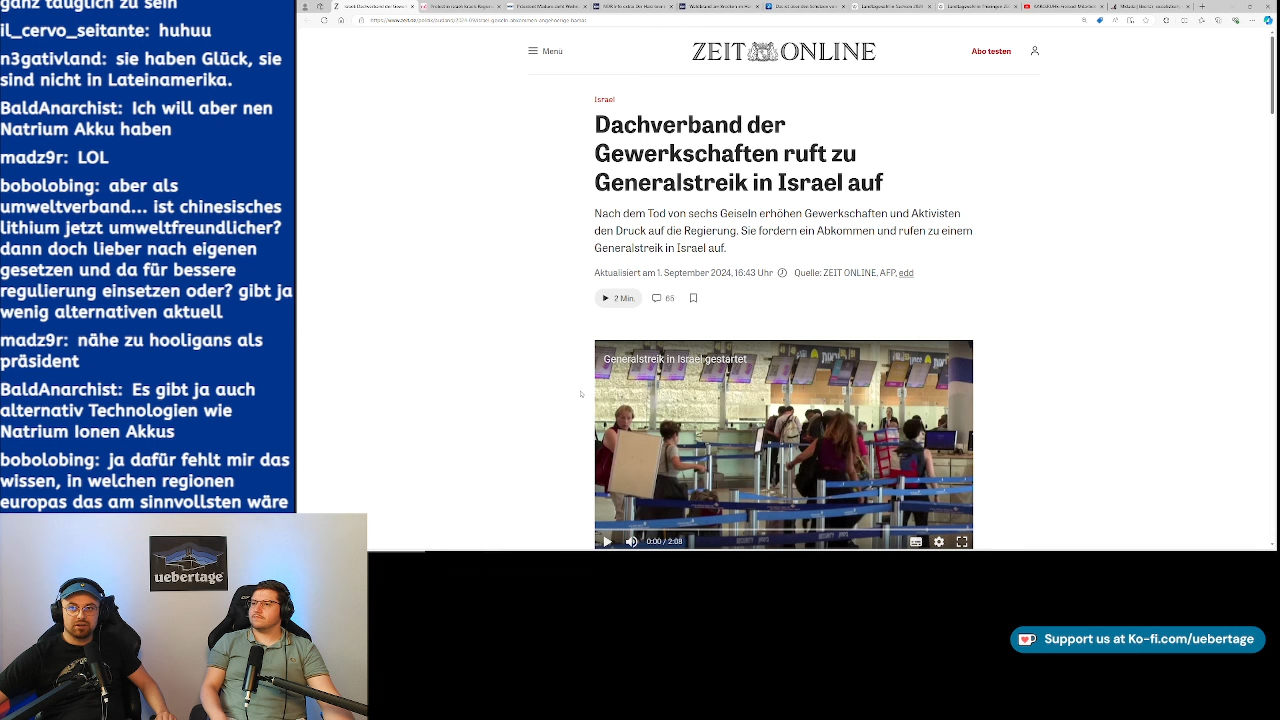 ganz tauglich zu sein
il_cervo_seitante: huhuu
n3gativland: sie haben Glück, sie
sind nicht in Lateinamerika.
BaldAnarchist: Ich will aber nen
Natrium Akku haben
madz9r: LOL
bobolobing: aber als
umweltverband... ist chinesisches
lithium jetzt umweltfreundlicher?
dann doch lieber nach eigenen
gesetzen und da für bessere
regulierung einsetzen oder? gibt ja
wenig alternativen aktuell
madz9r: nähe zu hooligans als
präsident
BaldAnarchist: Es gibt ja auch
alternativ Technologien wie
Natrium Ionen Akkus
bobolobing: ja dafür fehlt mir das
wissen, in welchen regionen
europas das am sinnvollsten wäre
Menü
ZEIT ONLINE
Abo testen
Israel
Dachverband der
Gewerkschaften ruft zu
Generalstreik in Israel auf
Nach dem Tod von sechs Geiseln erhöhen Gewerkschaften und Aktivisten
den Druck auf die Regierung. Sie fordern ein Abkommen und rufen zu einem
Generalstreik in Israel auf.
Aktualisiert am 1. September 2024, 16:43 Uhr Quelle: ZEIT ONLINE, AFP, edd
2 Min. 65
Generalstreik in Israel gestartet
0:00 / 2:08
uebertage
Support us at Ko-fi.com/uebertage